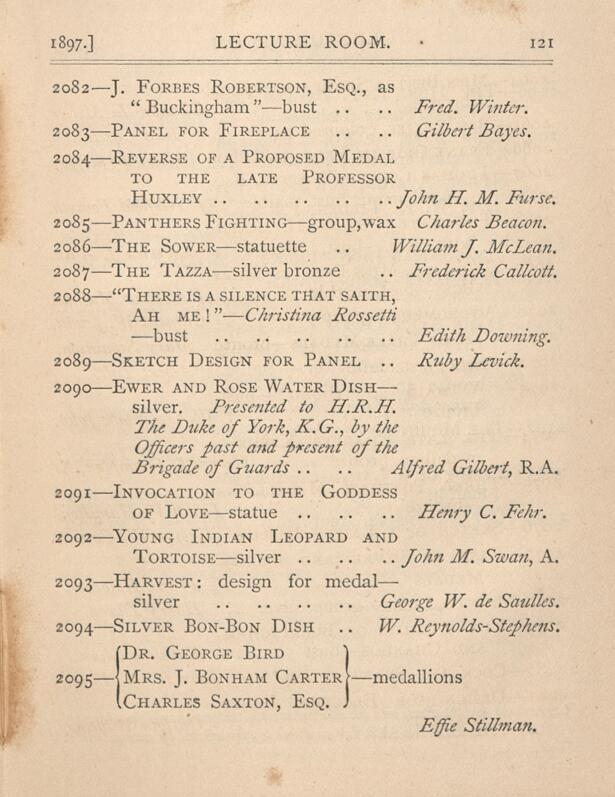 1897.] LECTURE ROOM. 121
2082—J. Forbes Robertson, Esq., as
"Buckingham"—bust .. .. Fred. Winter.
2083—Panel for Fireplace .. .. Gilbert Bayes.
2084—Reverse of a Proposed Medal
to the late Professor
Huxley .. .. .. .. .. John H. M. Furse.
2085—Panthers Fighting—group,wax Charles Beacon.
2086—The Sower—statuette .. William J. McLean.
2087—The Tazza—silver bronze .. Frederick Callcott.
2088—"There is a silence that saith,
Ah me!"—Christina Rossetti
—bust .. .. .. .. .. Edith Downing.
2089—Sketch Design for Panel .. Ruby Levick.
2090—Ewer and Rose Water Dish—
silver. Presented to H.R.H.
The Duke of York, K.G., by the
Officers past and present of the
Brigade of Guards .. .. Alfred Gilbert, R.A.
2091—Invocation to the Goddess
of Love—statue .. .. .. Henry C. Fehr.
2092—Young Indian Leopard and
Tortoise—silver .. .. .. John M. Swan, A.
2093—Harvest: design for medal—
silver .. .. .. .. George W. de Saulles.
2094—Silver Bon-Bon Dish .. W. Reynolds-Stephens.
Dr. George Bird
2095—Mrs. J. Bonham Carter—medallions
Charles Saxton, Esq.
Effie Stillman.